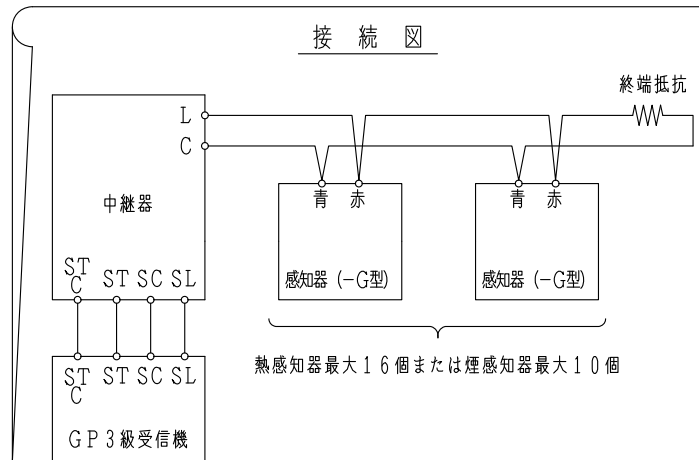 接続図
終端抵抗
L
C
中継器
青 赤
青 赤
感知器(-G型)
感知器(-G型)
STC ST SC SL
熱感知器最大16個または煙感知器最大10個
STC ST SC SL
GP3級受信機